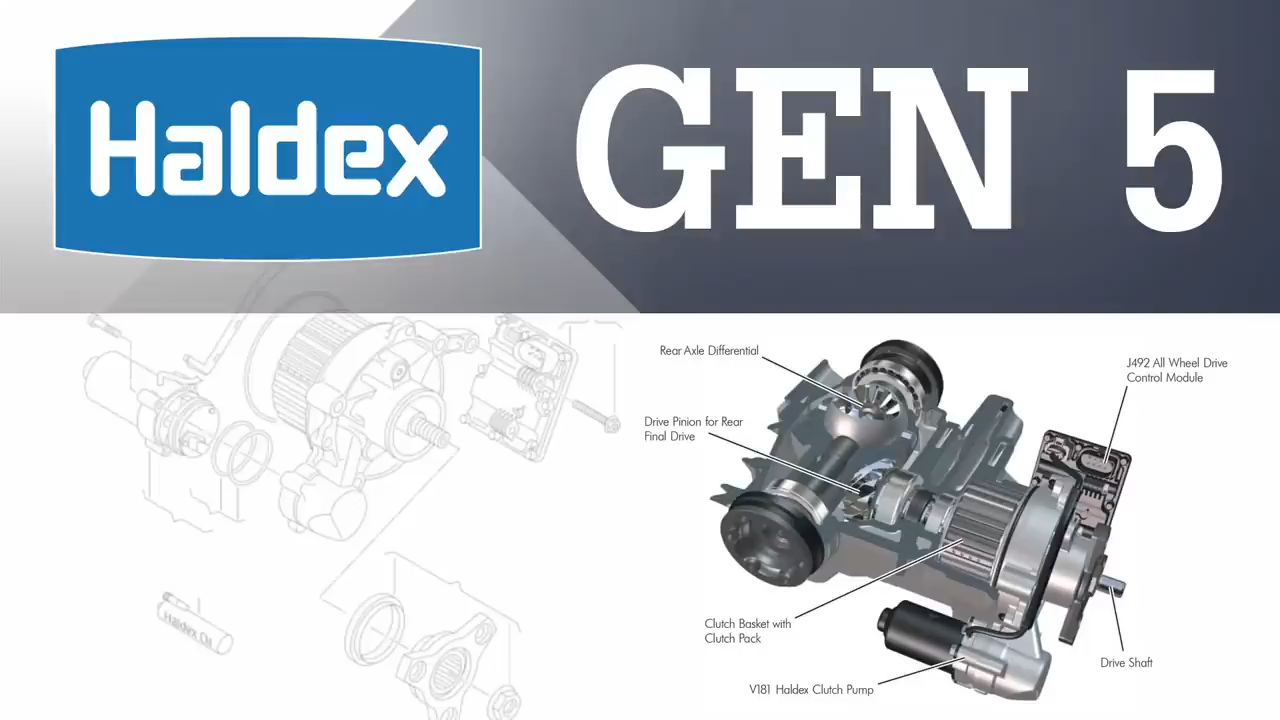 Haldex
GEN 5
Rear Axle Differential
J492 All Wheel Drive
Control Module
Drive Pinion for Rear
Final Drive
Haldex Oil
Clutch Basket with
Clutch Pack
Drive Shaft
V181 Haldex Clutch Pump